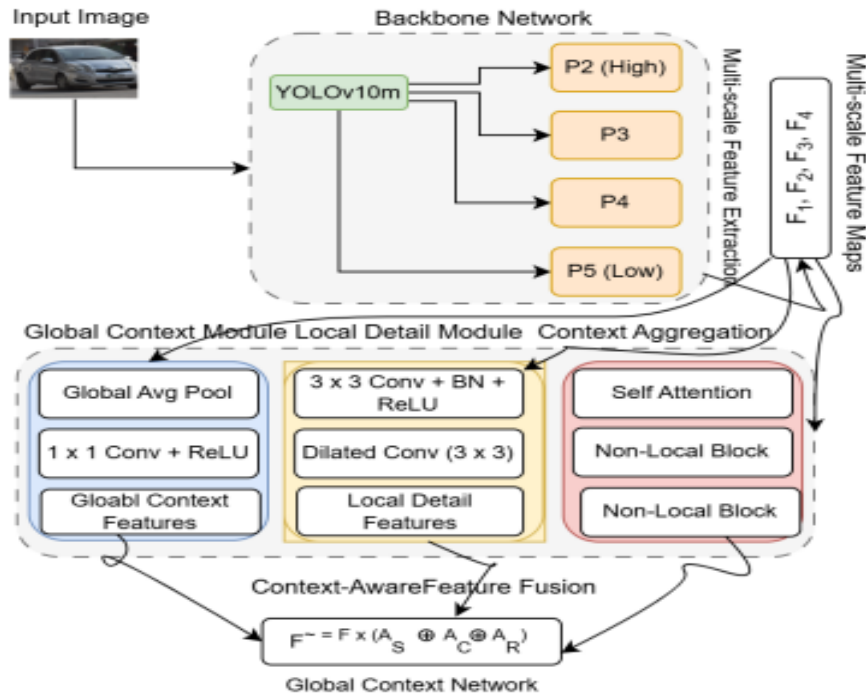 Input Image
Backbone Network
YOLOv10m
P2 (High)
P3
P4
P5 (Low)
Multi-scale Feature Extraction
F1, F2, F3, F4
Multi-scale Feature Maps
Global Context Module
Local Detail Module
Context Aggregation
Global Avg Pool
1 x 1 Conv + ReLU
Gloabl Context
Features
3 x 3 Conv + BN +
ReLU
Dilated Conv (3 x 3)
Local Detail
Features
Self Attention
Non-Local Block
Non-Local Block
Context-AwareFeature Fusion
F~ = F x (A_S ⊕ A_C ⊕ A_R)
Global Context Network